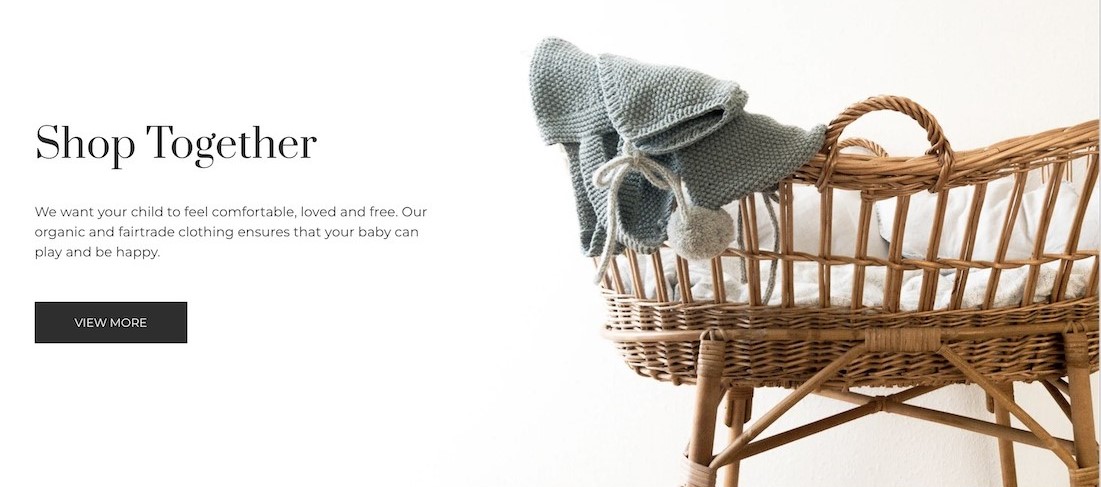 Shop Together
We want your child to feel comfortable, loved and free. Our
organic and fairtrade clothing ensures that your baby can
play and be happy.
VIEW MORE